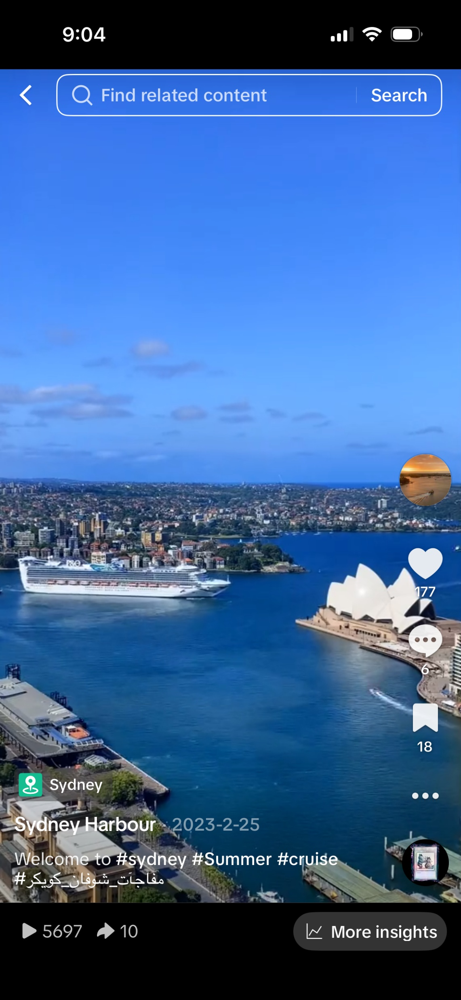 9:04
Find related content Search
P&O
177
6
18
Sydney
Sydney Harbour · 2023-2-25
Welcome to #sydney #Summer #cruise
#مفاجآت_شوفان_كويكر
5697 10 More insights